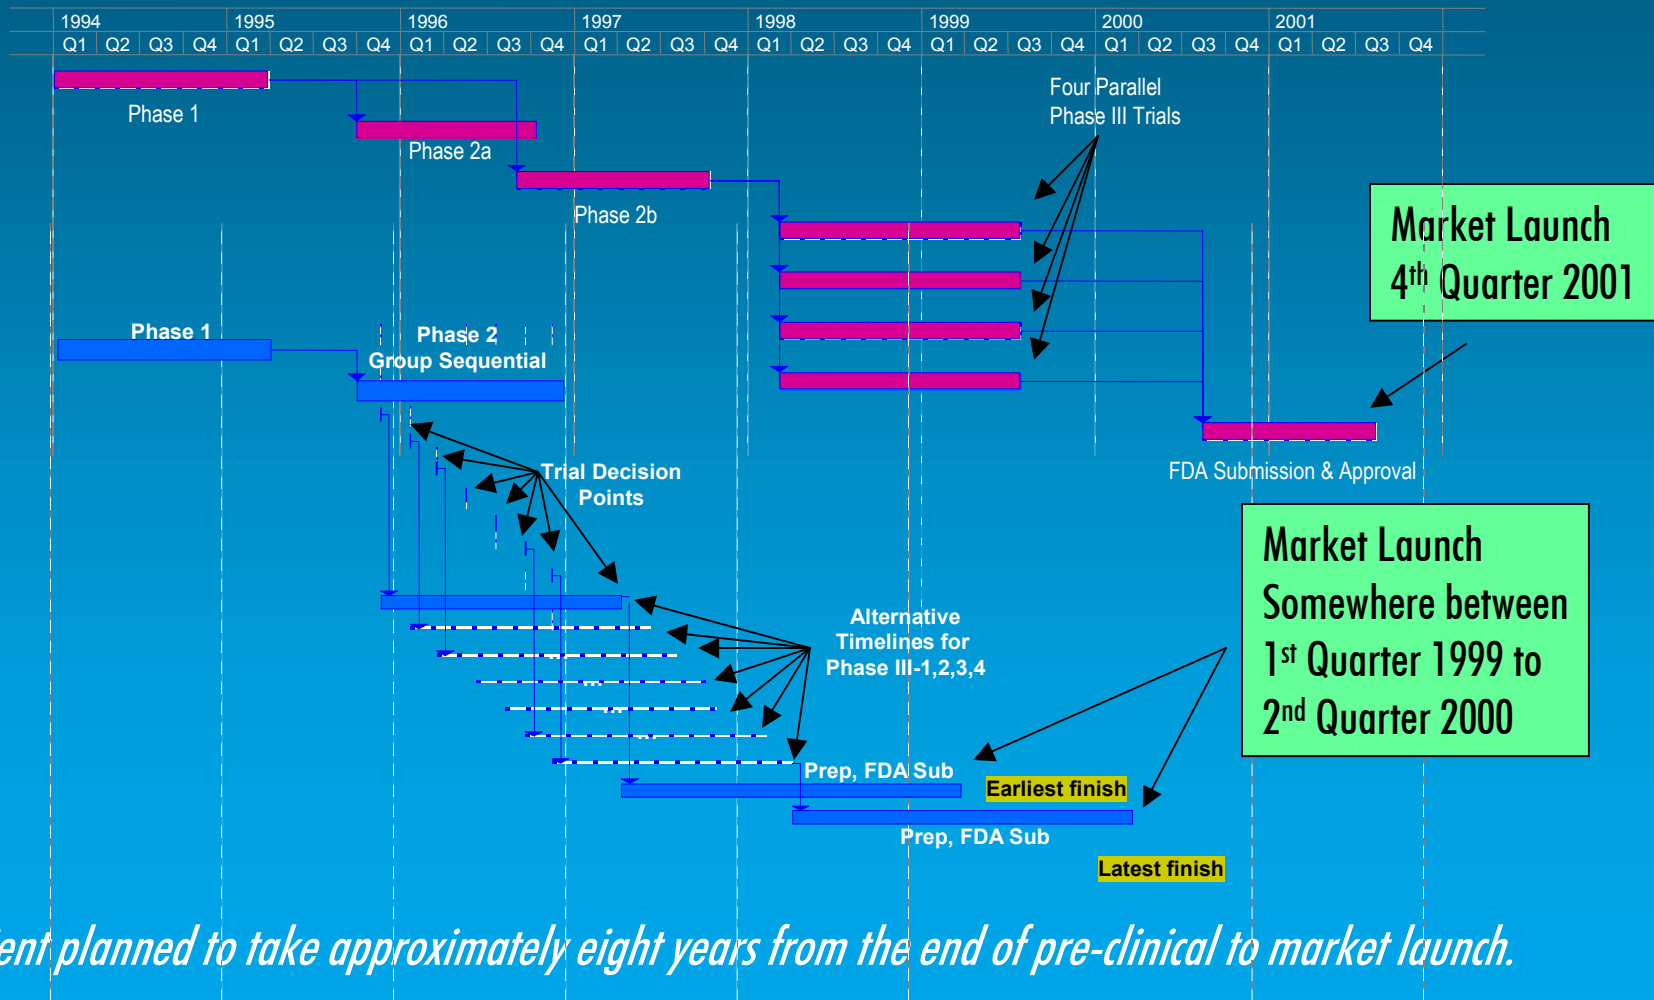 1994 1995 1996 1997 1998 1999 2000 2001
Q1 Q2 Q3 Q4 Q1 Q2 Q3 Q4 Q1 Q2 Q3 Q4 Q1 Q2 Q3 Q4 Q1 Q2 Q3 Q4 Q1 Q2 Q3 Q4 Q1 Q2 Q3 Q4 Q1 Q2 Q3 Q4
Phase 1
Phase 2a
Phase 2b
Four Parallel
Phase III Trials
Market Launch
4th Quarter 2001
FDA Submission & Approval
Phase 1
Phase 2
Group Sequential
Trial Decision
Points
Alternative
Timelines for
Phase III-1,2,3,4
...
...
...
...
Market Launch
Somewhere between
1st Quarter 1999 to
2nd Quarter 2000
Prep, FDA Sub
Earliest finish
Prep, FDA Sub
Latest finish
planned to take approximately eight years from the end of pre-clinical to market launch.